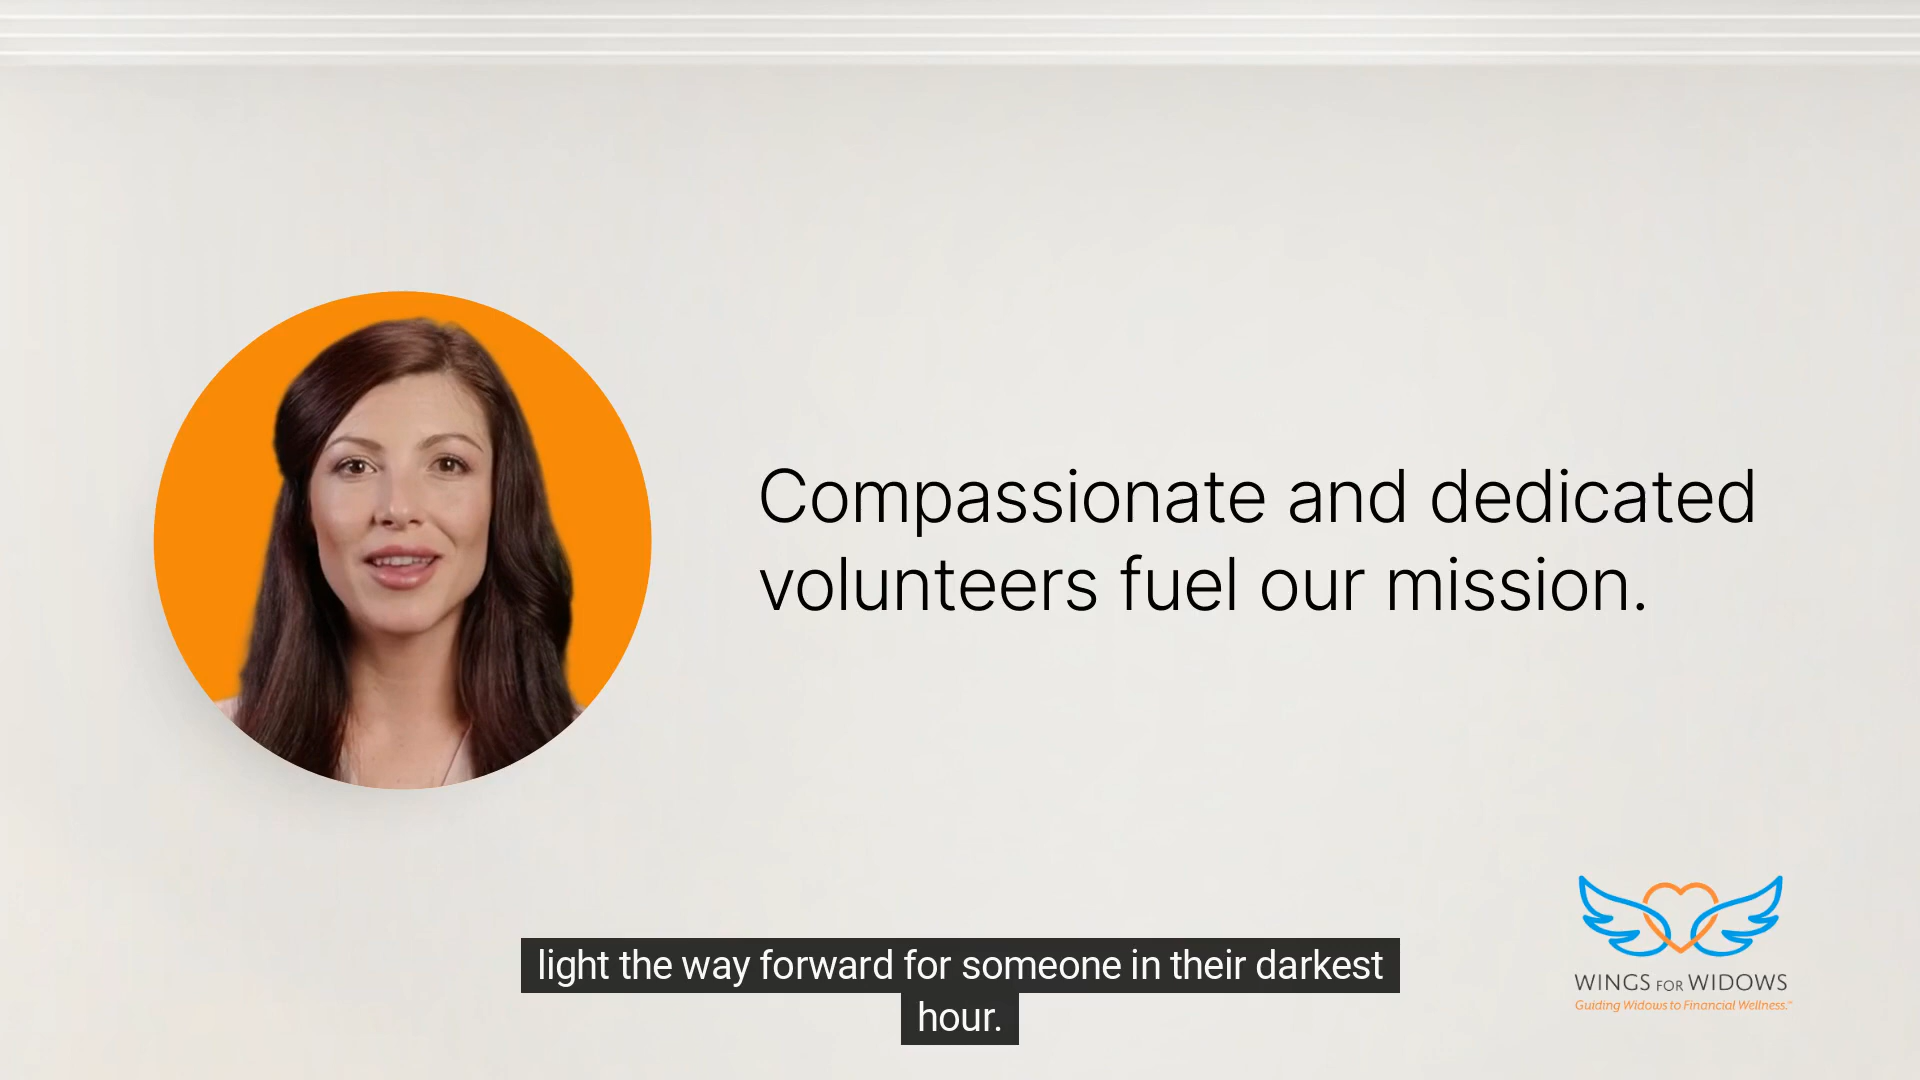 Compassionate and dedicated
volunteers fuel our mission.
light the way forward for someone in their darkest
hour.
WINGS FOR WIDOWS
Guiding Widows to Financial Wellness.™